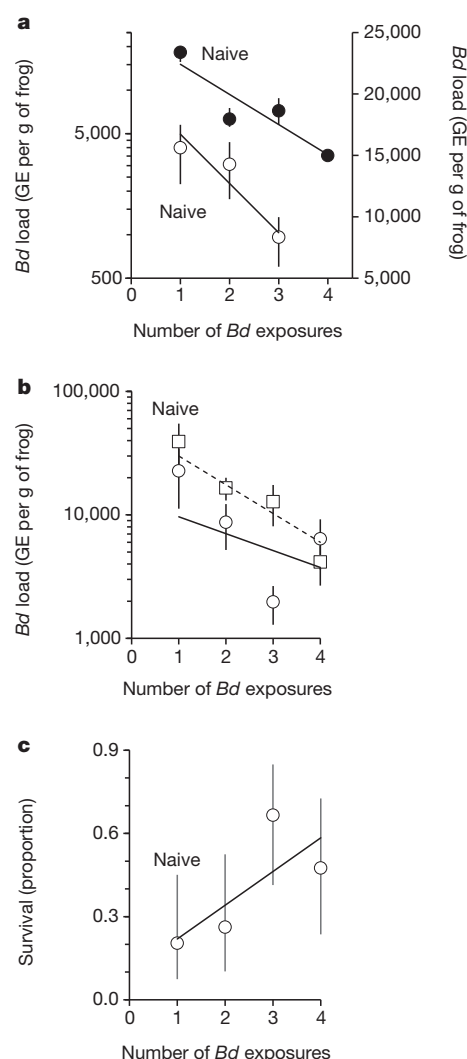 a
Bd load (GE per g of frog)
5,000
500
Naive
Naive
25,000
20,000
15,000
10,000
5,000
Bd load (GE per g of frog)
0 1 2 3 4
Number of Bd exposures
b
Bd load (GE per g of frog)
100,000
10,000
1,000
Naive
0 1 2 3 4
Number of Bd exposures
c
Survival (proportion)
0.9
0.6
0.3
0.0
Naive
0 1 2 3 4
Number of Bd exposures